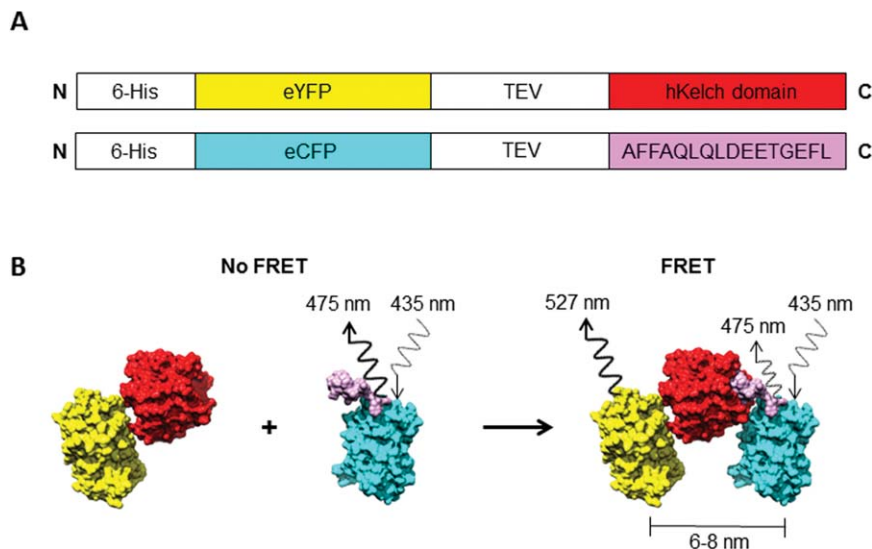 A
N 6-His eYFP TEV hKelch domain C
N 6-His eCFP TEV AFFAQLQLDEETGEFL C
B
No FRET FRET
475 nm 435 nm 527 nm 475 nm 435 nm
+
6-8 nm